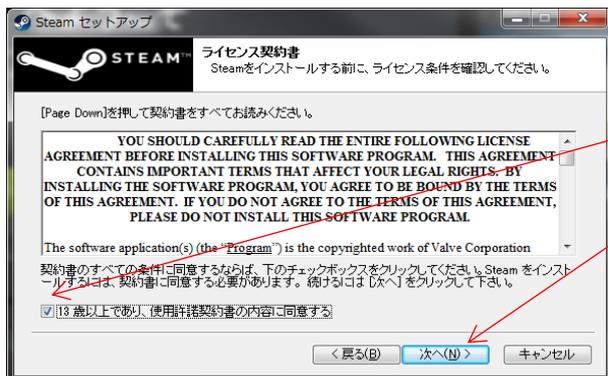 Steam セットアップ
STEAM™
ライセンス契約書
Steamをインストールする前に、ライセンス条件を確認してください。
[Page Down]を押して契約書をすべてお読みください。
YOU SHOULD CAREFULLY READ THE ENTIRE FOLLOWING LICENSE
AGREEMENT BEFORE INSTALLING THIS SOFTWARE PROGRAM. THIS AGREEMENT
CONTAINS IMPORTANT TERMS THAT AFFECT YOUR LEGAL RIGHTS. BY
INSTALLING THE SOFTWARE PROGRAM, YOU AGREE TO BE BOUND BY THE TERMS
OF THIS AGREEMENT. IF YOU DO NOT AGREE TO THE TERMS OF THIS AGREEMENT,
PLEASE DO NOT INSTALL THIS SOFTWARE PROGRAM.
The software application(s) (the “Program”) is the copyrighted work of Valve Corporation
契約書のすべての条件に同意するならば、下のチェックボックスをクリックしてください。Steam をインスト
ールするには、契約書に同意する必要があります。 続けるには [次へ] をクリックして下さい。
13 歳以上であり、使用許諾契約書の内容に同意する
< 戻る(B)
次へ(N) >
キャンセル